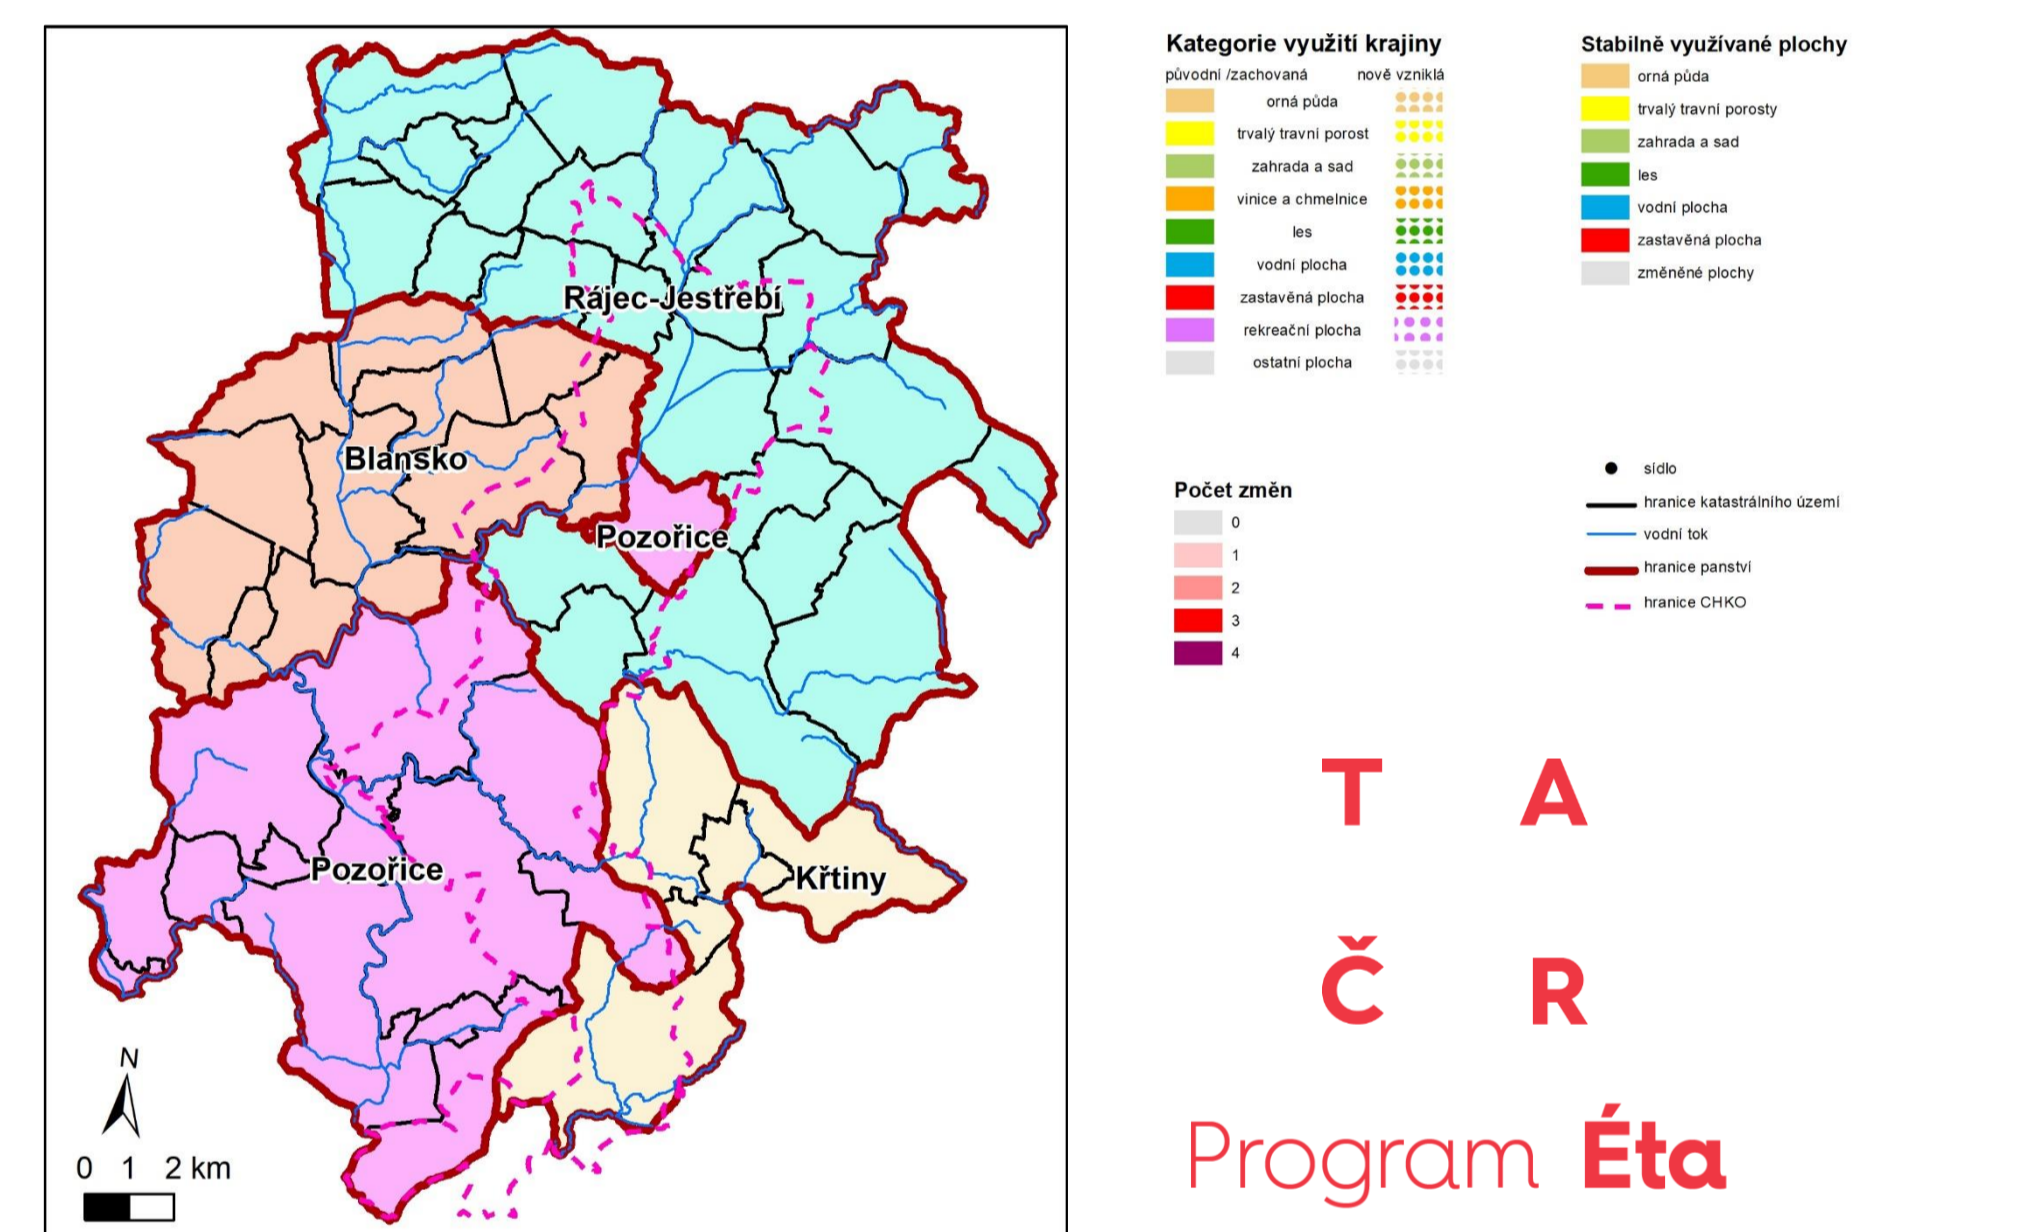 Rájec-Jestřebí
Blansko
Pozořice
Pozořice
Křtiny
N
0 1 2 km
Kategorie využití krajiny
původní /zachovaná nově vzniklá
orná půda
trvalý travní porost
zahrada a sad
vinice a chmelnice
les
vodní plocha
zastavěná plocha
rekreační plocha
ostatní plocha
Stabilně využívané plochy
orná půda
trvalý travní porosty
zahrada a sad
les
vodní plocha
zastavěná plocha
změněné plochy
Počet změn
0
1
2
3
4
sídlo
hranice katastrálního území
vodní tok
hranice panství
hranice CHKO
T A
Č R
Program Éta